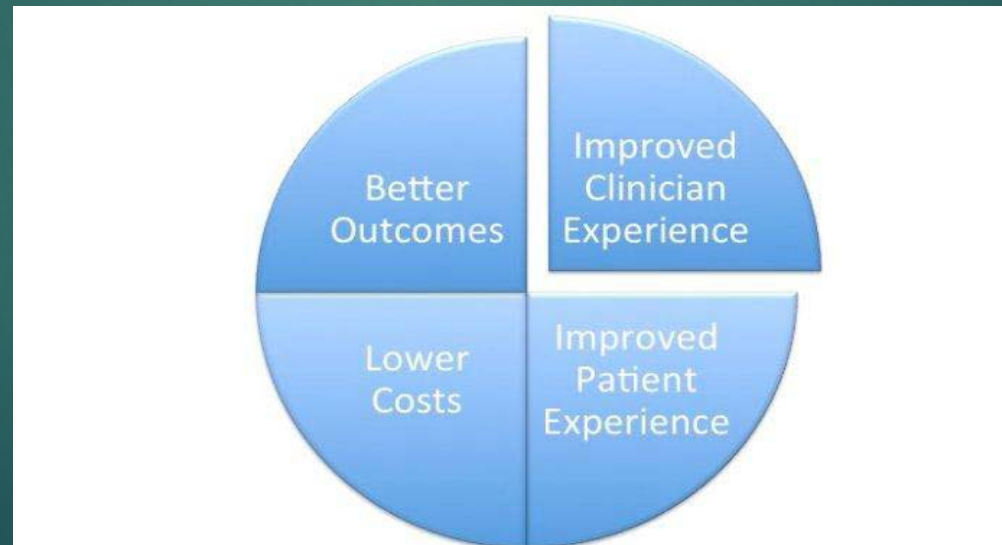 Better
Outcomes
Improved
Clinician
Experience
Lower
Costs
Improved
Patient
Experience